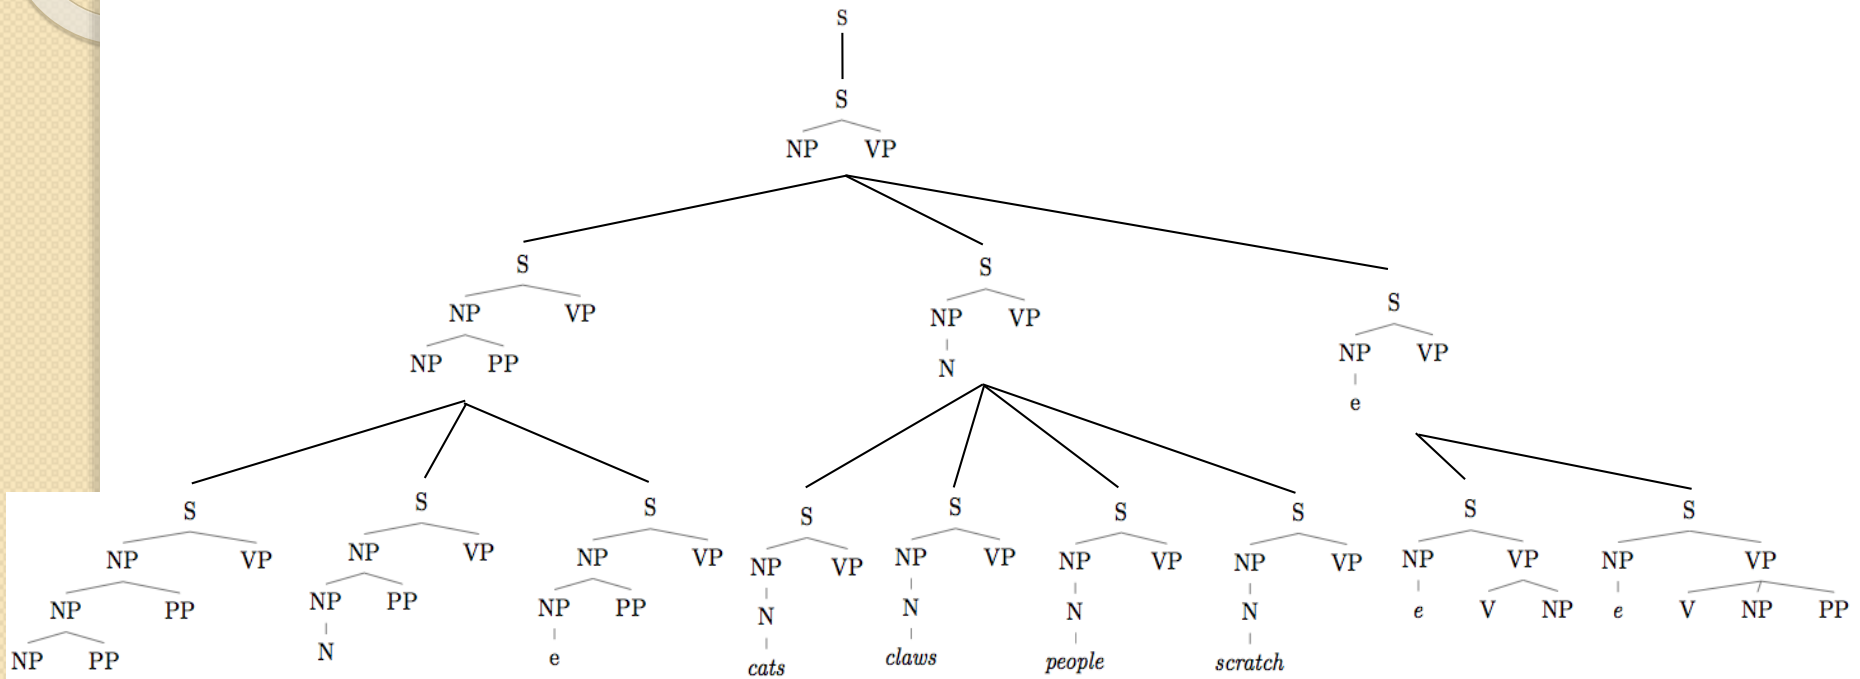 S
S
NP VP
S
NP VP
NP PP
S
NP VP
N
S
NP VP
e
S
NP VP
NP PP
NP PP
S
NP VP
NP PP
N
S
NP VP
NP PP
e
S
NP VP
N
cats
S
NP VP
N
claws
S
NP VP
N
people
S
NP VP
N
scratch
S
NP VP
e V NP
S
NP VP
e V NP PP